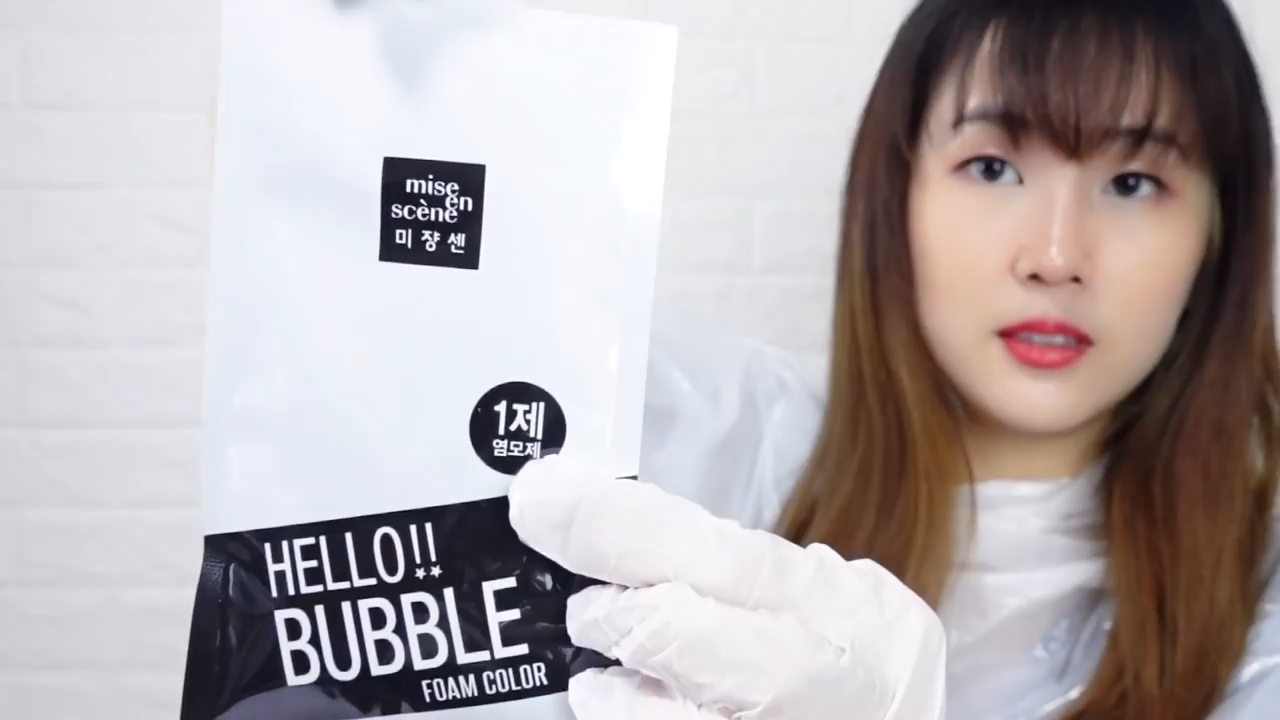 mise
en
scène
미쟝센
1제
염모제
HELLO!!
BUBBLE
FOAM COLOR